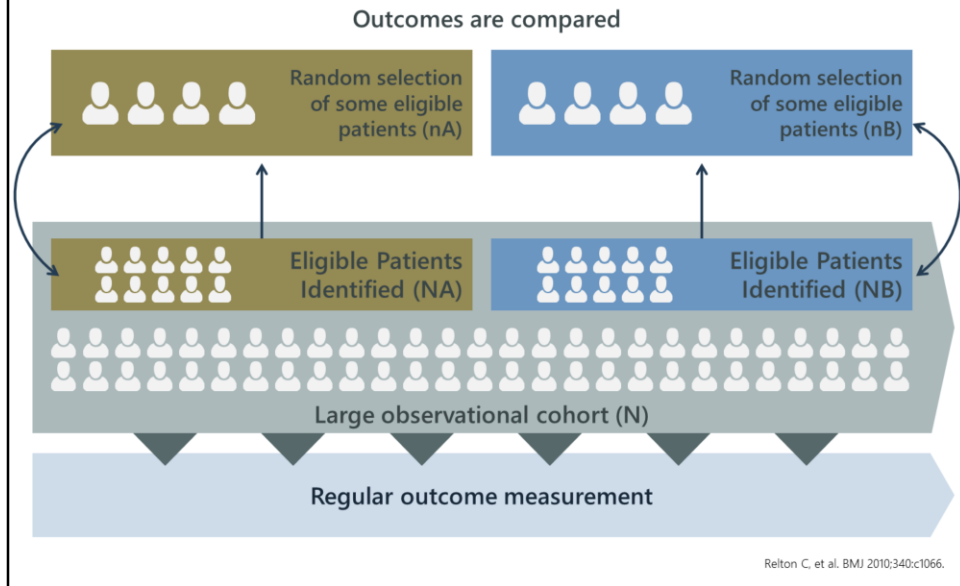 Outcomes are compared
Random selection
of some eligible
patients (nA)
Random selection
of some eligible
patients (nB)
Eligible Patients
Identified (NA)
Eligible Patients
Identified (NB)
Large observational cohort (N)
Regular outcome measurement
Relton C, et al. BMJ 2010;340:c1066.